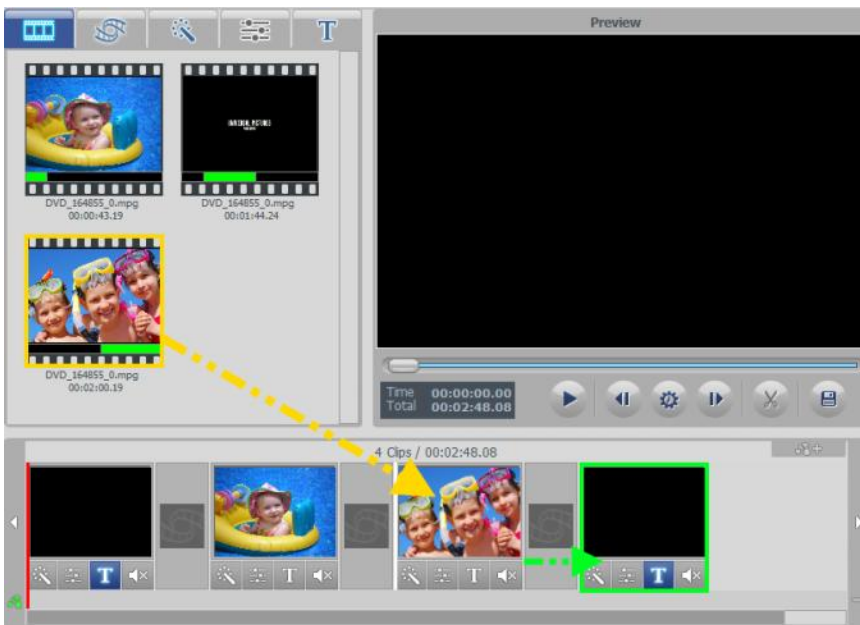 T
Preview
DVD_164855_0.mpg
00:00:43.19
DVD_164855_0.mpg
00:01:44.24
DVD_164855_0.mpg
00:02:00.19
Time 00:00:00.00
Total 00:02:48.08
4 Clips / 00:02:48.08
T T T T